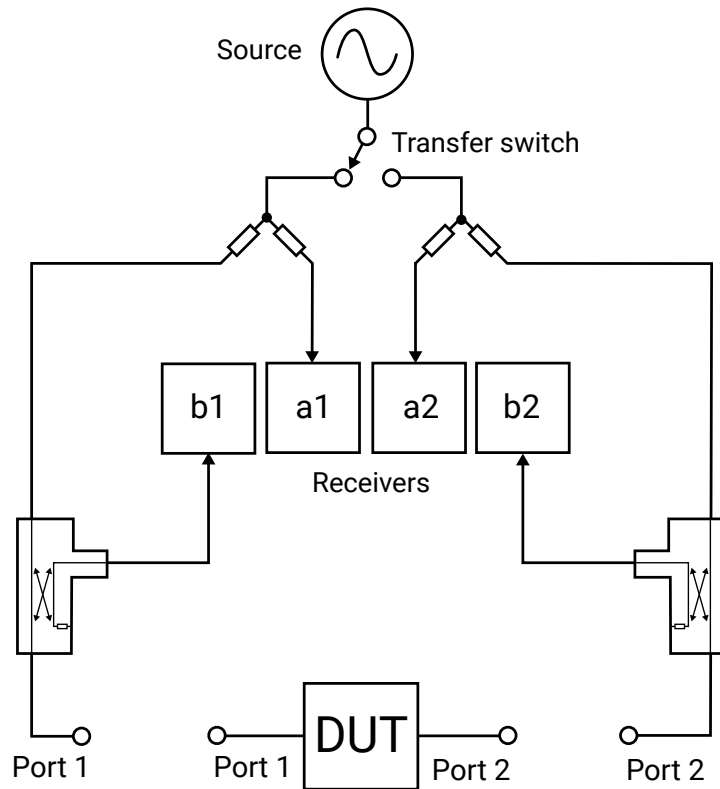 Source
Transfer switch
b1
a1
a2
b2
Receivers
DUT
Port 1
Port 1
Port 2
Port 2